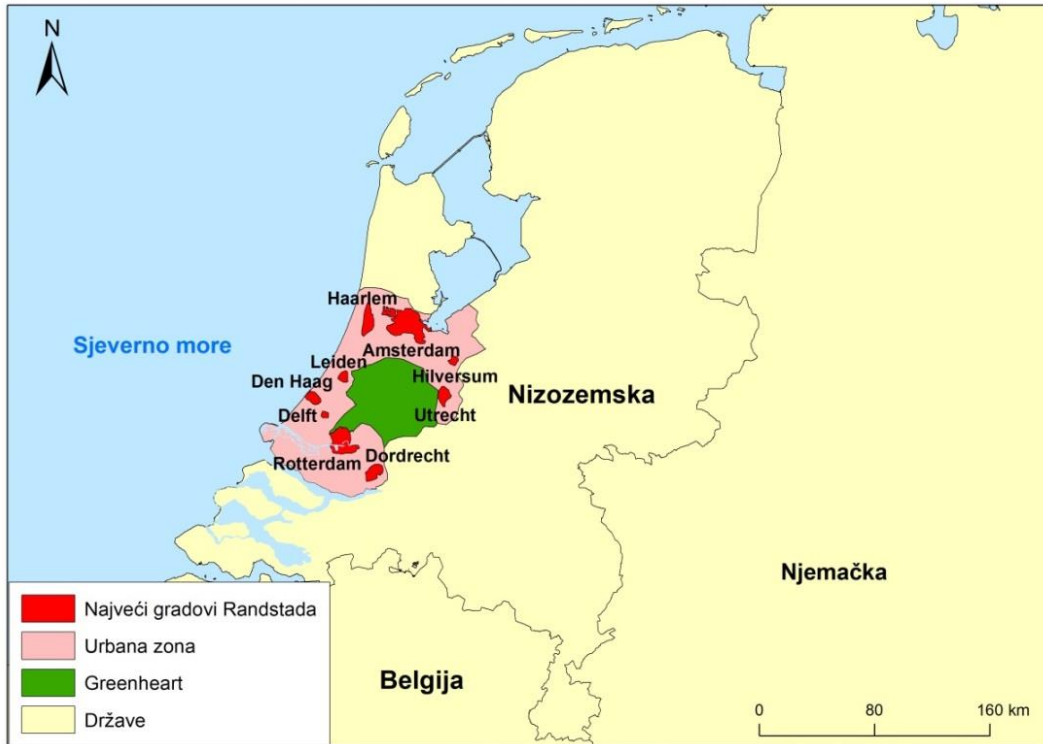 N
Haarlem
Sjeverno more
Amsterdam
Leiden
Hilversum
Den Haag
Nizozemska
Delft
Utrecht
Dordrecht
Rotterdam
Njemačka
Belgija
Najveći gradovi Randstada
Urbana zona
Greenheart
Države
0 80 160 km